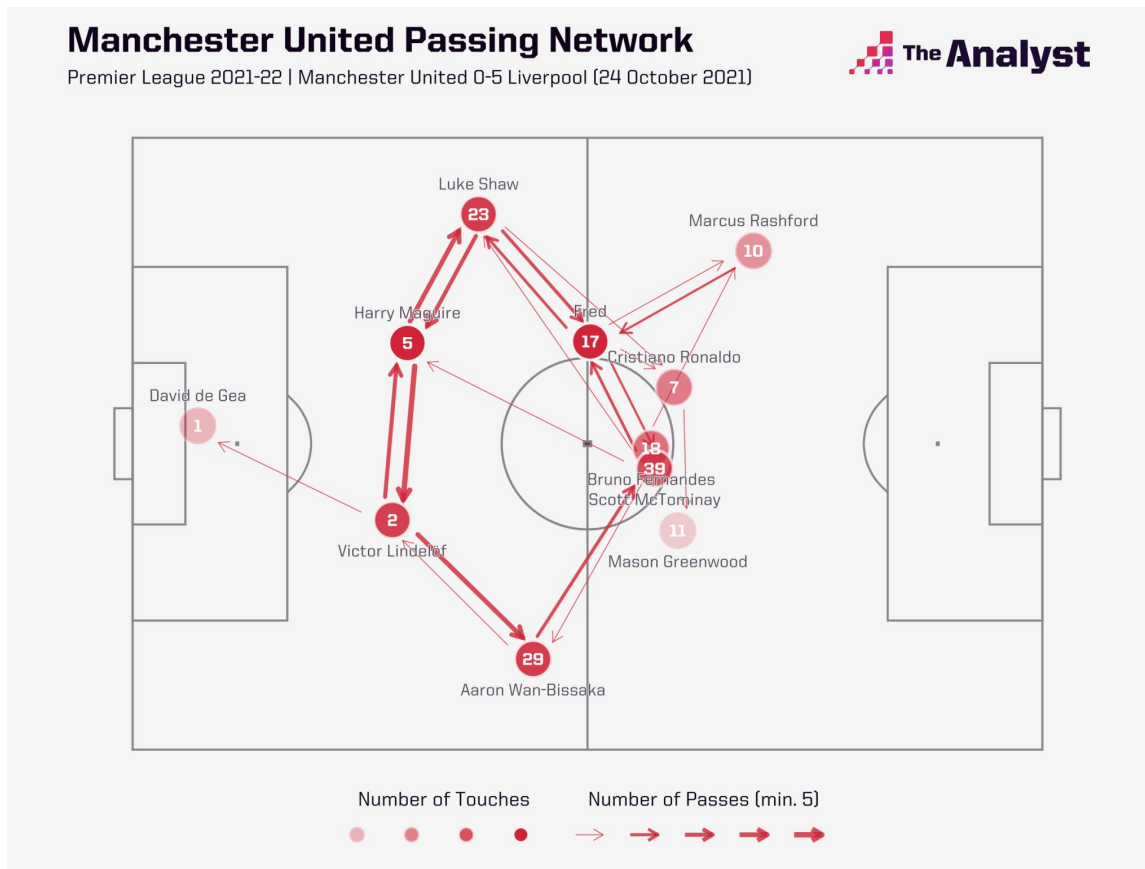 Manchester United Passing Network
The Analyst
Premier League 2021-22 | Manchester United 0-5 Liverpool (24 October 2021)
Luke Shaw
23
Marcus Rashford
10
Harry Maguire
5
Fred
17
Cristiano Ronaldo
7
David de Gea
1
18
39
Bruno Fernandes
Scott McTominay
2
Victor Lindelöf
11
Mason Greenwood
29
Aaron Wan-Bissaka
Number of Touches
Number of Passes (min. 5)